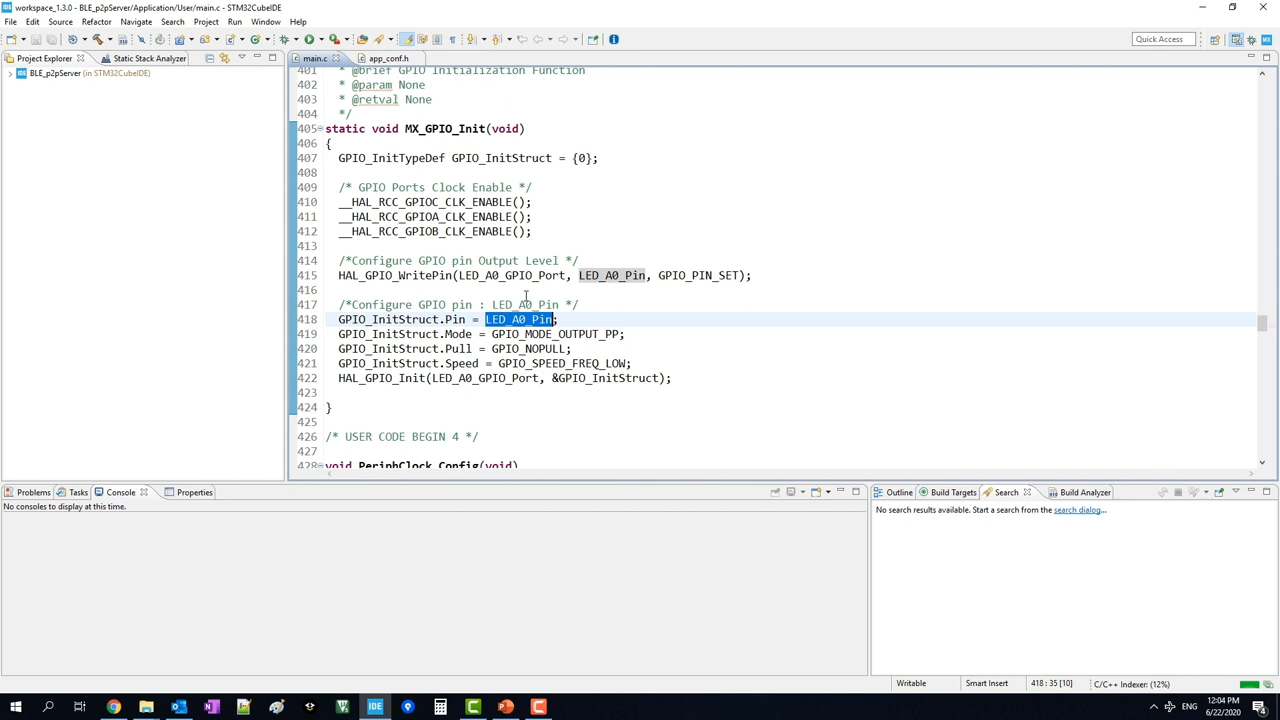 workspace_1.3.0 - BLE_p2pServer/Application/User/main.c - STM32CubeIDE
File Edit Source Refactor Navigate Search Project Run Window Help
Quick Access
Project Explorer Static Stack Analyzer
main.c app_conf.h
BLE_p2pServer (in STM32CubeIDE)
401 * @brief GPIO Initialization Function
402 * @param None
403 * @retval None
404 */
405 static void MX_GPIO_Init(void)
406 {
407 GPIO_InitTypeDef GPIO_InitStruct = {0};
408
409 /* GPIO Ports Clock Enable */
410 __HAL_RCC_GPIOC_CLK_ENABLE();
411 __HAL_RCC_GPIOA_CLK_ENABLE();
412 __HAL_RCC_GPIOB_CLK_ENABLE();
413
414 /*Configure GPIO pin Output Level */
415 HAL_GPIO_WritePin(LED_A0_GPIO_Port, LED_A0_Pin, GPIO_PIN_SET);
416
417 /*Configure GPIO pin : LED_A0_Pin */
418 GPIO_InitStruct.Pin = LED_A0_Pin;
419 GPIO_InitStruct.Mode = GPIO_MODE_OUTPUT_PP;
420 GPIO_InitStruct.Pull = GPIO_NOPULL;
421 GPIO_InitStruct.Speed = GPIO_SPEED_FREQ_LOW;
422 HAL_GPIO_Init(LED_A0_GPIO_Port, &GPIO_InitStruct);
423
424 }
425
426 /* USER CODE BEGIN 4 */
427
428 void PeriphClock_Config(void)
Problems Tasks Console Properties
No consoles to display at this time.
Outline Build Targets Search Build Analyzer
No search results available. Start a search from the search dialog...
Writable Smart Insert 418 : 35 [10] C/C++ Indexer: (12%)
IDE
ENG
12:04 PM
6/22/2020